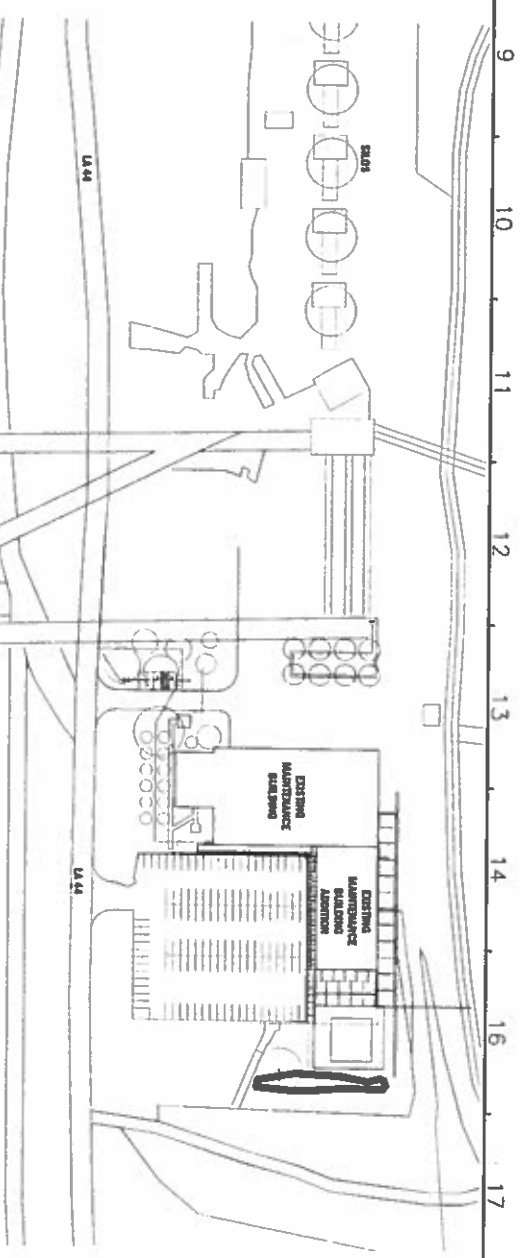 9
10
11
12
13
14
16
17
SILOS
LA 44
EXISTING
MAINTENANCE
BUILDING
EXISTING
MAINTENANCE
BUILDING
ADDITION
LA 44